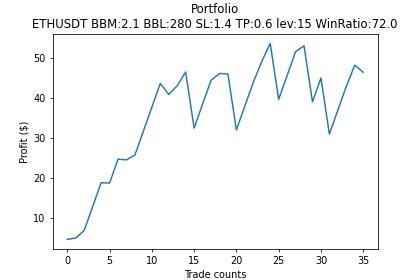 Portfolio
ETHUSDT BBM:2.1 BBL:280 SL:1.4 TP:0.6 lev:15 WinRatio:72.0
Profit ($)
50
40
30
20
10
0 5 10 15 20 25 30 35
Trade counts